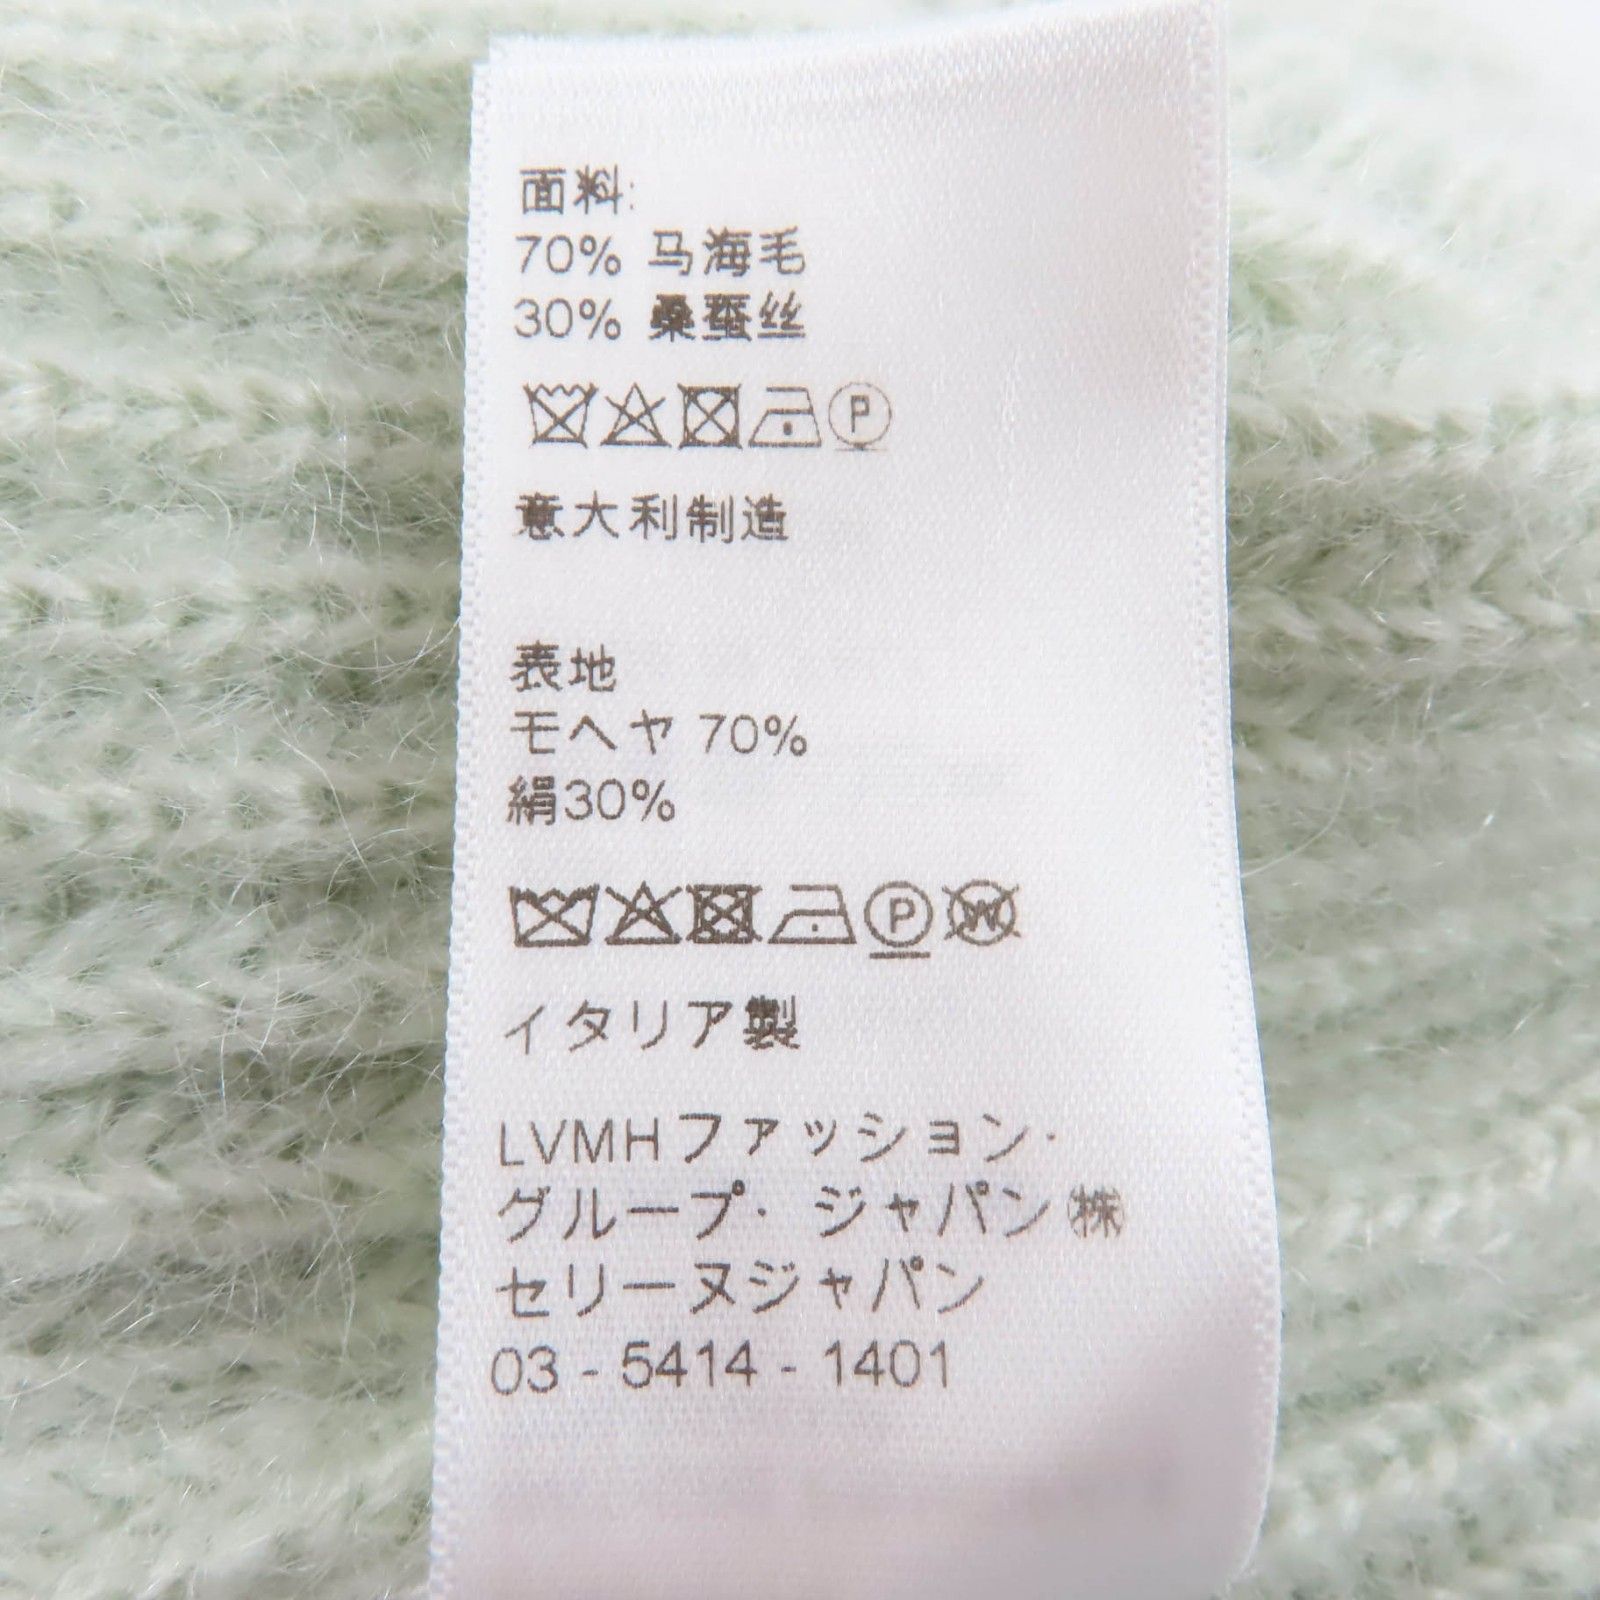 面料:
70% 马海毛
30% 桑蚕丝
P
意大利制造
表地
モヘヤ 70%
絹30%
P W
イタリア製
LVMHファッション・
グループ・ジャパン㈱
セリーヌジャパン
03 - 5414 - 1401